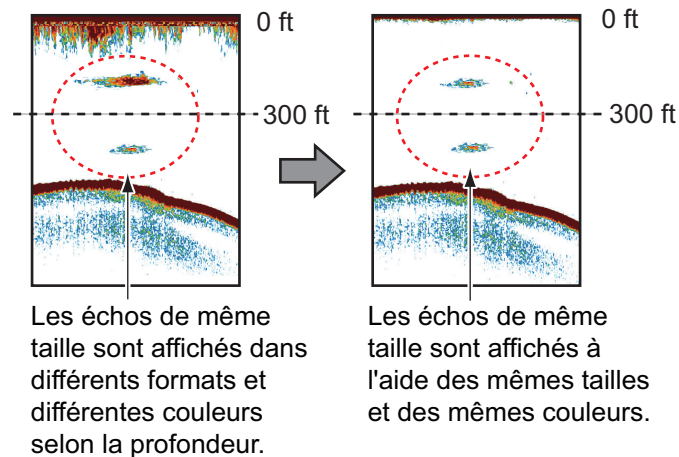 0 ft
300 ft
Les échos de même
taille sont affichés dans
différents formats et
différentes couleurs
selon la profondeur.
0 ft
300 ft
Les échos de même
taille sont affichés à
l'aide des mêmes tailles
et des mêmes couleurs.